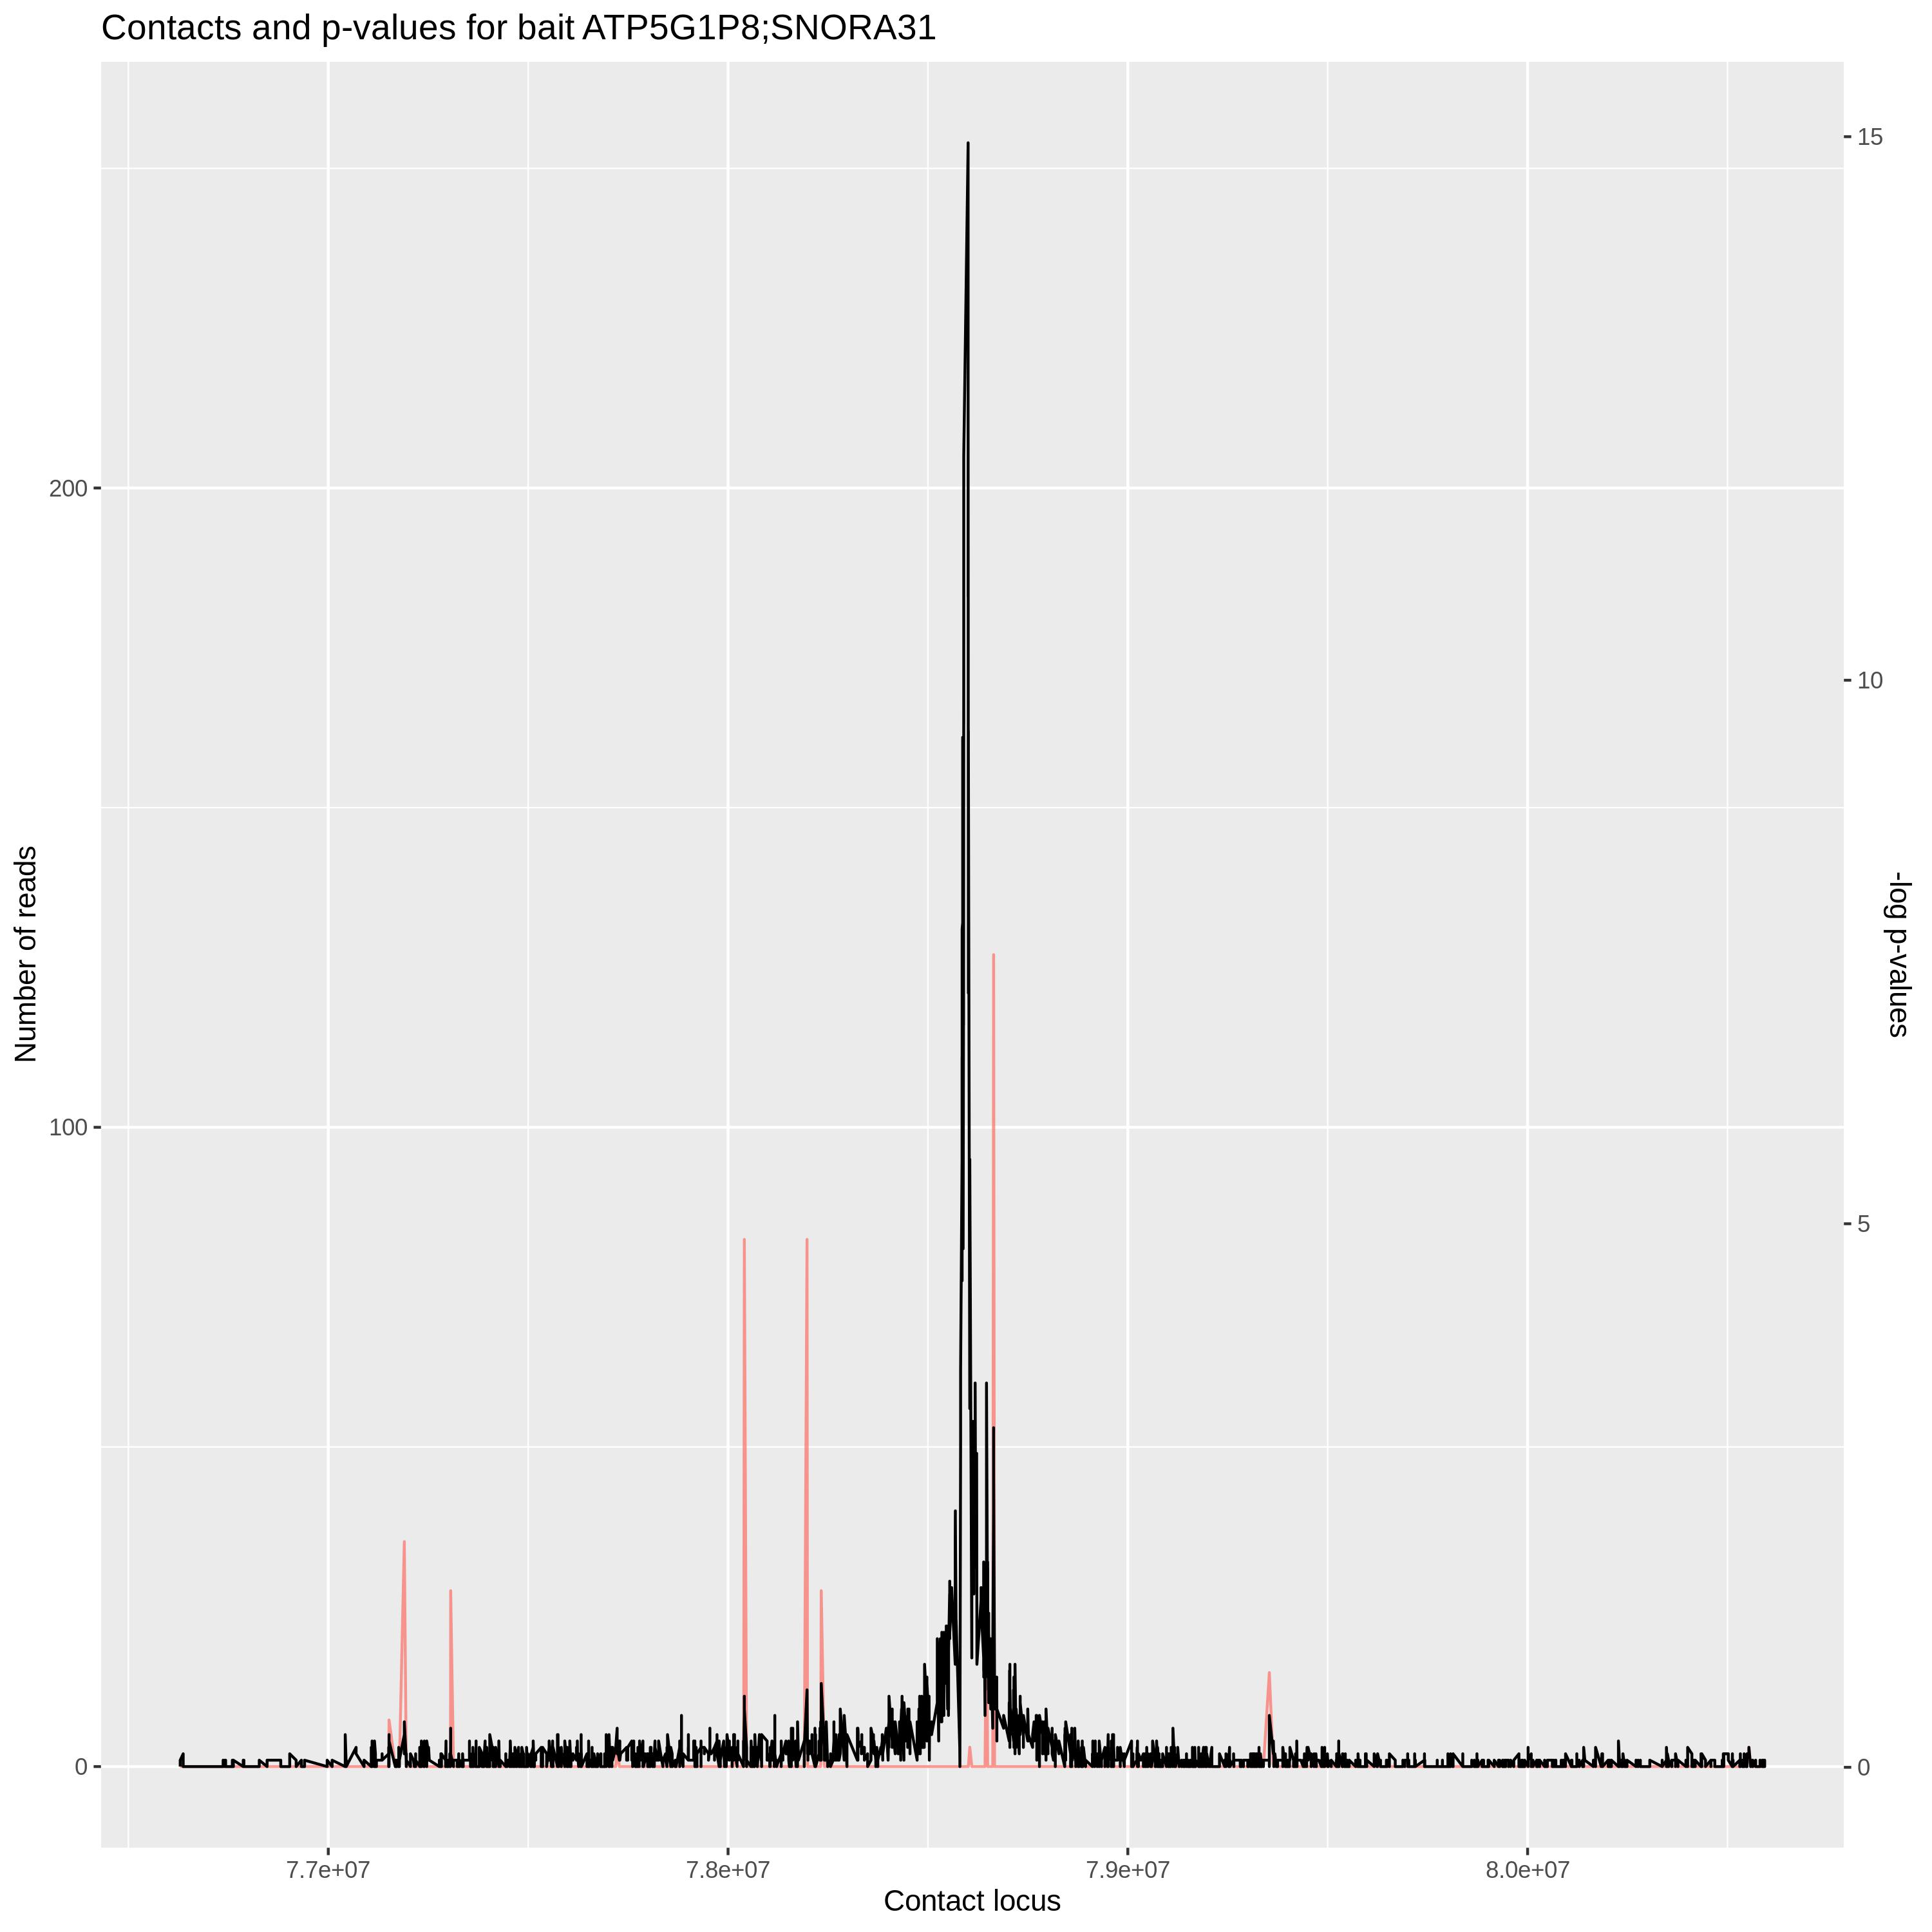 Contacts and p-values for bait ATP5G1P8;SNORA31
15
200
10
Number of reads
-log p-values
100
5
0
0
7.7e+07 7.8e+07 7.9e+07 8.0e+07
Contact locus